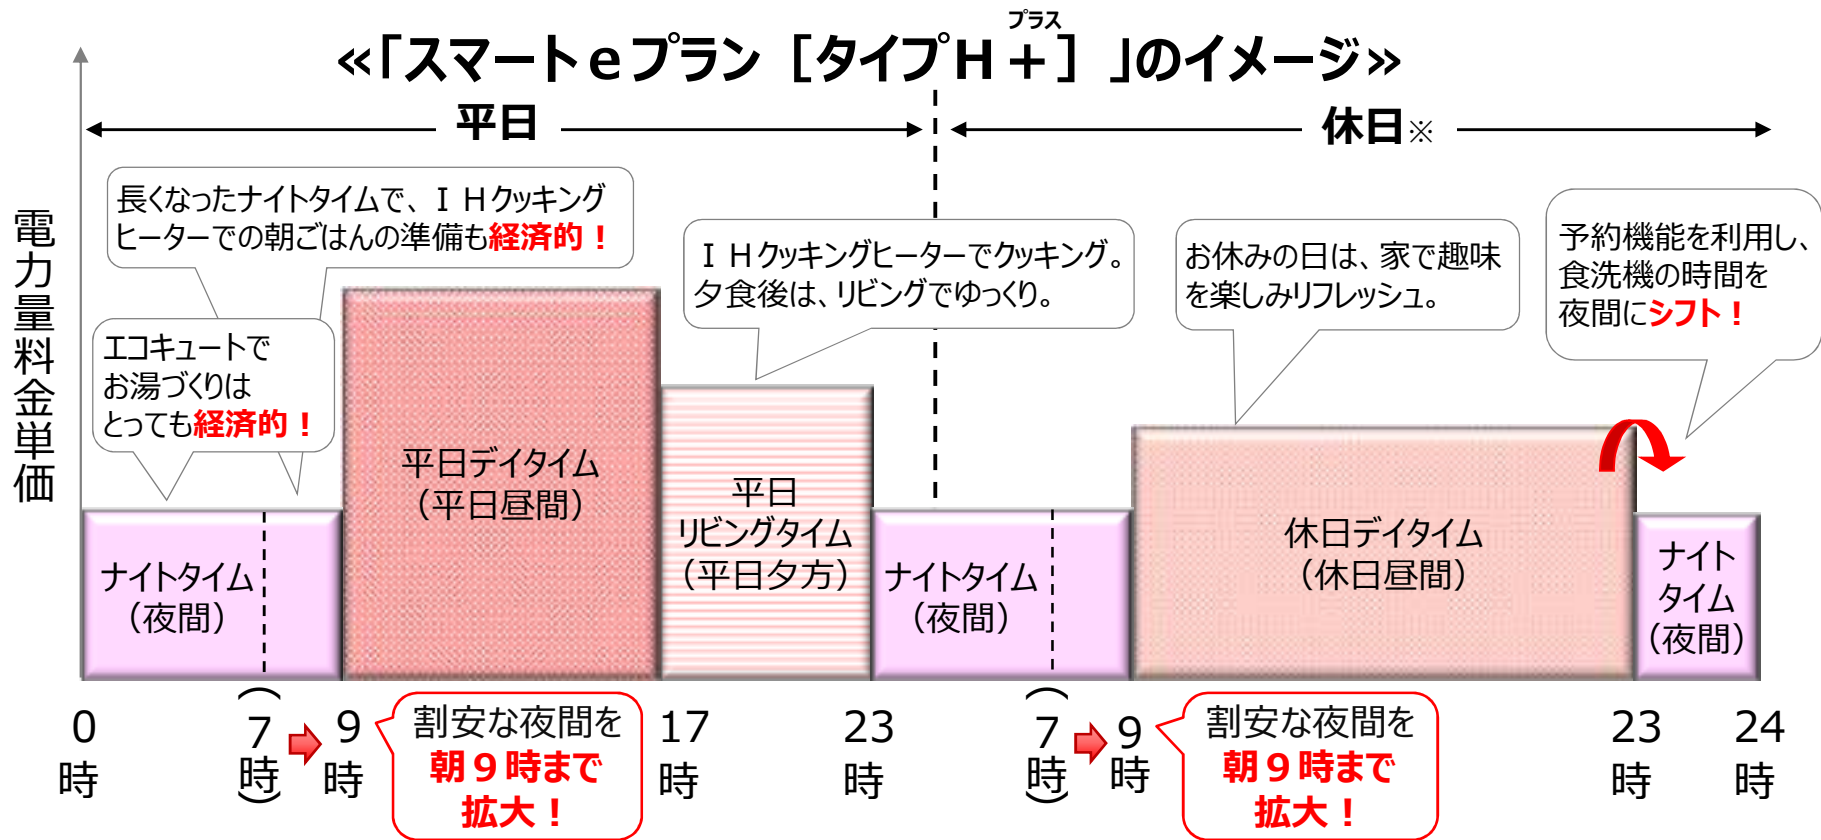 プラス
≪「スマートｅプラン［タイプＨ＋］」のイメージ≫
平日
休日※
電力量料金単価
長くなったナイトタイムで、ＩＨクッキング
ヒーターでの朝ごはんの準備も経済的！
エコキュートで
お湯づくりは
とっても経済的！
ＩＨクッキングヒーターでクッキング。
夕食後は、リビングでゆっくり。
お休みの日は、家で趣味
を楽しみリフレッシュ。
予約機能を利用し、
食洗機の時間を
夜間にシフト！
ナイトタイム
（夜間）
平日デイタイム
（平日昼間）
平日
リビングタイム
（平日夕方）
ナイトタイム
（夜間）
休日デイタイム
（休日昼間）
ナイト
タイム
（夜間）
0
時
（7時）
9
時
割安な夜間を
朝９時まで
拡大！
17
時
23
時
（7時）
9
時
割安な夜間を
朝９時まで
拡大！
23
時
24
時